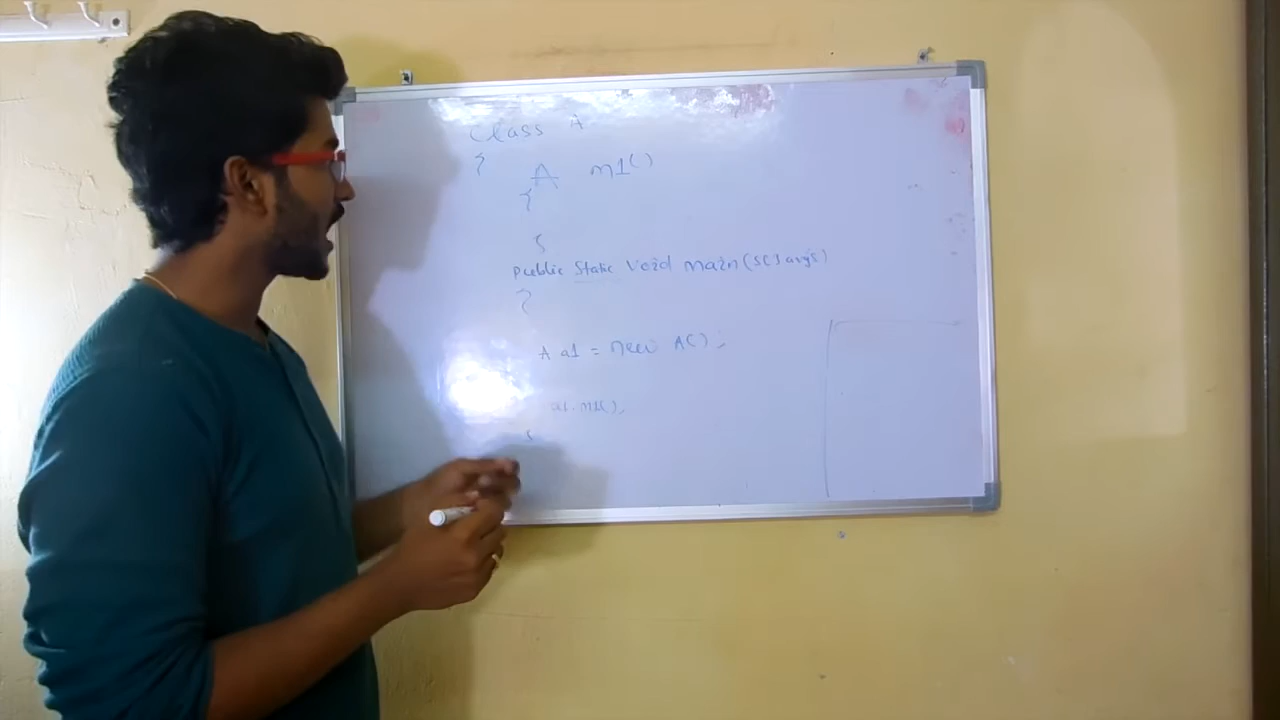 Class A
{ A m1()
{
}
public static void main(S[] args)
{
A a1 = new A();
a1.m1();
}